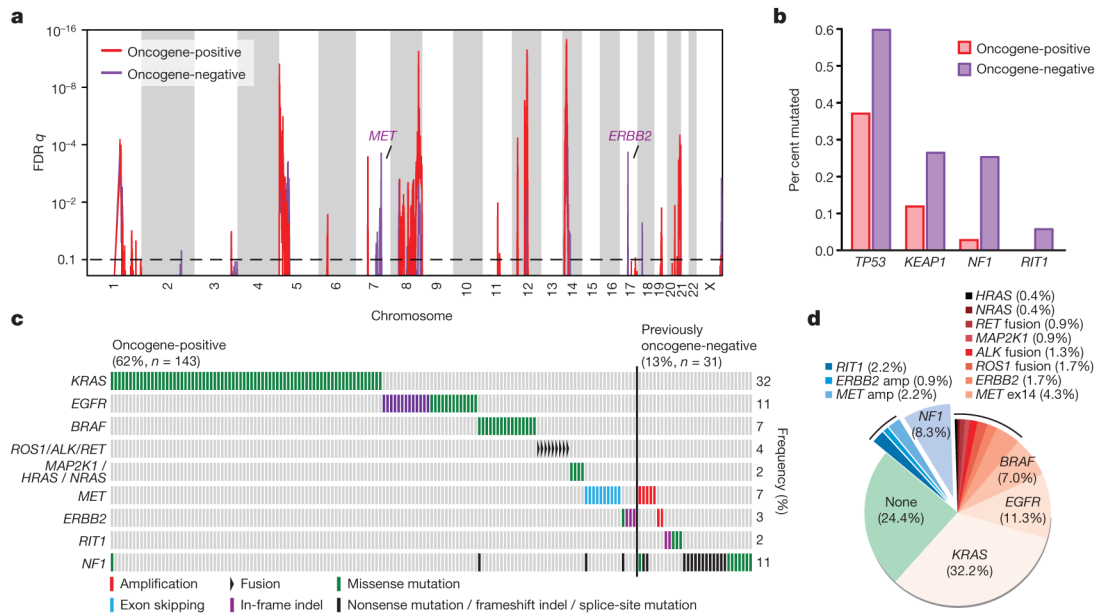 a
10⁻¹⁶
10⁻⁸
10⁻⁴
10⁻²
0.1
FDR q
Oncogene-positive
Oncogene-negative
MET
ERBB2
1 2 3 4 5 6 7 8 9 10 11 12 13 14 15 16 17 18 19 20 21 22 X
Chromosome
b
0.6
0.5
0.4
0.3
0.2
0.1
0.0
Per cent mutated
Oncogene-positive
Oncogene-negative
TP53 KEAP1 NF1 RIT1
c
Oncogene-positive
(62%, n = 143)
Previously
oncogene-negative
(13%, n = 31)
KRAS 32
EGFR 11
BRAF 7
ROS1/ALK/RET 4
MAP2K1 /
HRAS / NRAS 2
MET 7
ERBB2 3
RIT1 2
NF1 11
Frequency (%)
Amplification
Fusion
Missense mutation
Exon skipping
In-frame indel
Nonsense mutation / frameshift indel / splice-site mutation
d
HRAS (0.4%)
NRAS (0.4%)
RET fusion (0.9%)
MAP2K1 (0.9%)
ALK fusion (1.3%)
ROS1 fusion (1.7%)
ERBB2 (1.7%)
MET ex14 (4.3%)
RIT1 (2.2%)
ERBB2 amp (0.9%)
MET amp (2.2%)
NF1
(8.3%)
BRAF
(7.0%)
EGFR
(11.3%)
None
(24.4%)
KRAS
(32.2%)